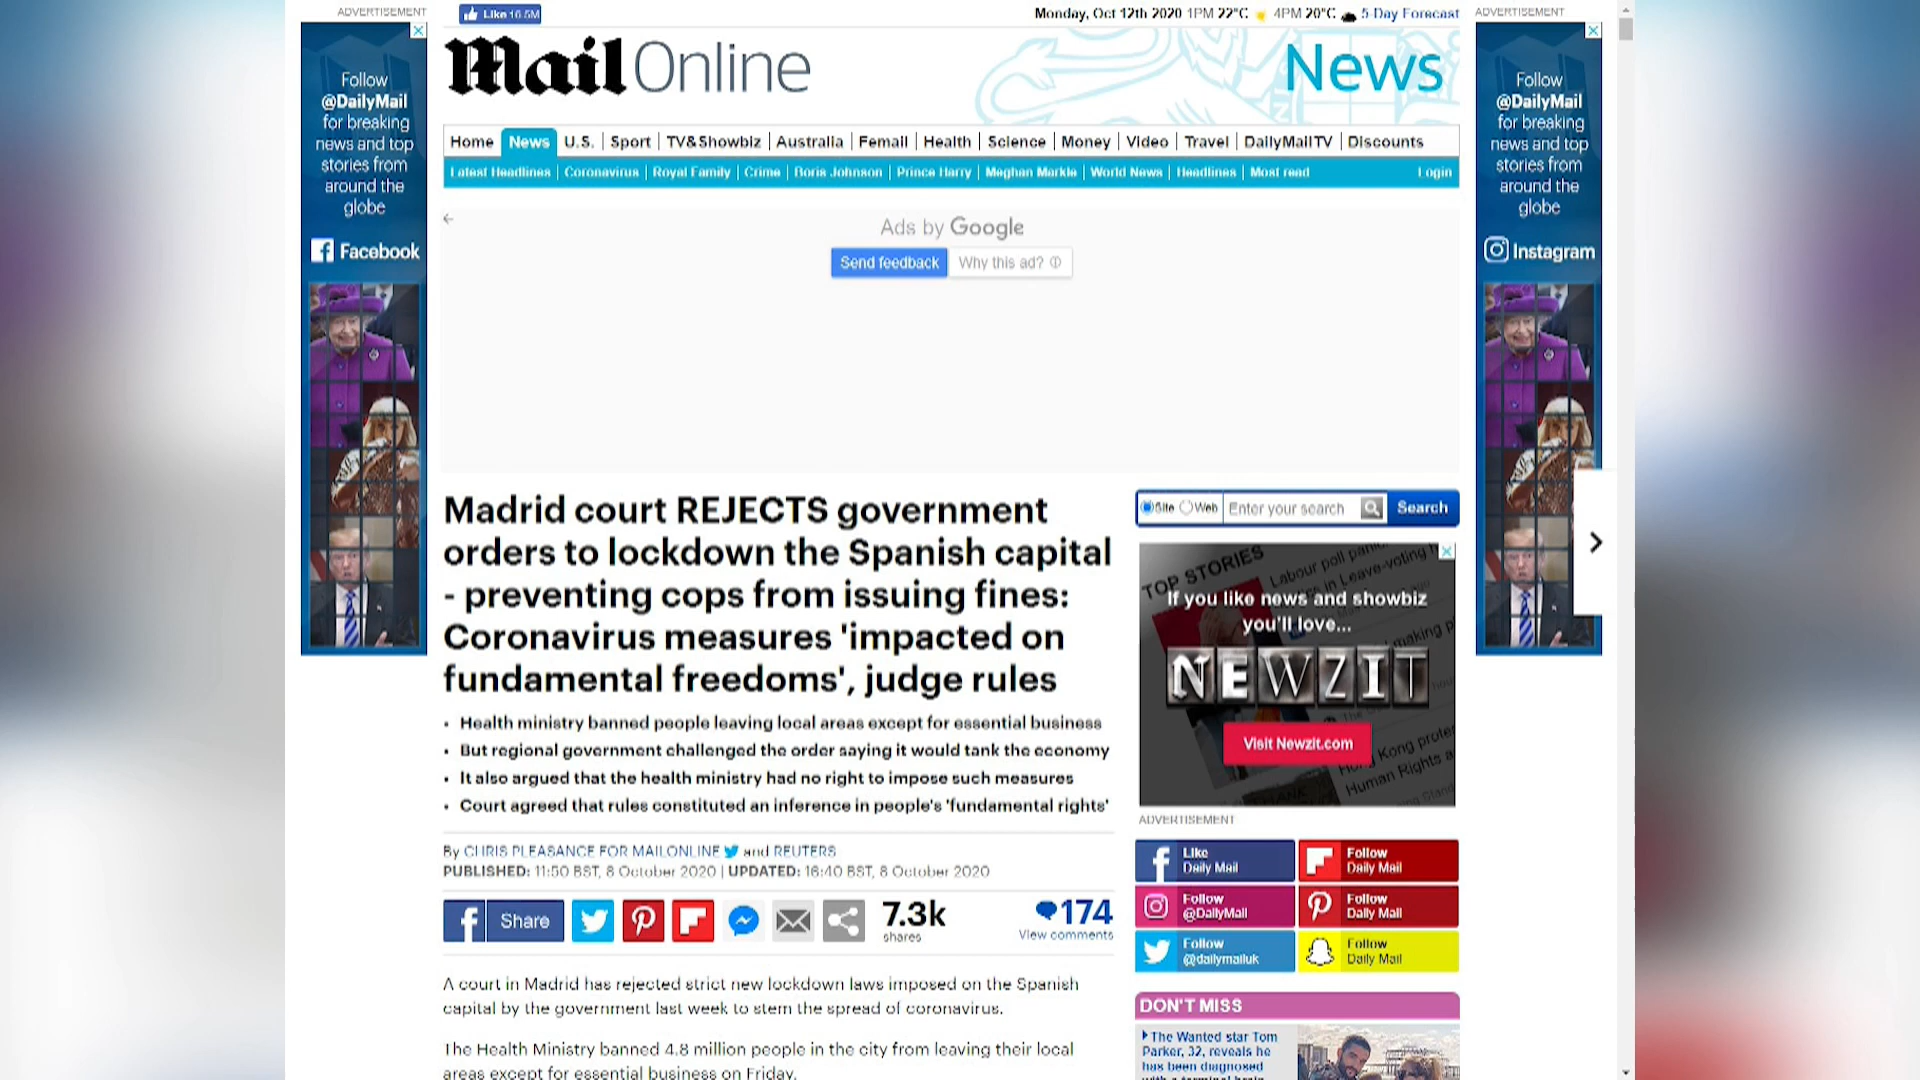 ADVERTISEMENT
Like 16.5M
Monday, Oct 12th 2020 1PM 22°C 4PM 20°C 5-Day Forecast
ADVERTISEMENT
Mail Online
News
Follow
@DailyMail
for breaking
news and top
stories from
around the
globe
Facebook
Follow
@DailyMail
for breaking
news and top
stories from
around the
globe
Instagram
Home News U.S. Sport TV&Showbiz Australia Femail Health Science Money Video Travel DailyMailTV Discounts
Latest Headlines Coronavirus Royal Family Crime Boris Johnson Prince Harry Meghan Markle World News Headlines Most read Login
Ads by Google
Send feedback Why this ad?
Madrid court REJECTS government
orders to lockdown the Spanish capital
- preventing cops from issuing fines:
Coronavirus measures 'impacted on
fundamental freedoms', judge rules
• Health ministry banned people leaving local areas except for essential business
• But regional government challenged the order saying it would tank the economy
• It also argued that the health ministry had no right to impose such measures
• Court agreed that rules constituted an inference in people's 'fundamental rights'
By CHRIS PLEASANCE FOR MAILONLINE and REUTERS
PUBLISHED: 11:50 BST, 8 October 2020 | UPDATED: 16:40 BST, 8 October 2020
Share
7.3k
shares
174
View comments
A court in Madrid has rejected strict new lockdown laws imposed on the Spanish
capital by the government last week to stem the spread of coronavirus.
The Health Ministry banned 4.8 million people in the city from leaving their local
areas except for essential business on Friday.
Site Web Enter your search Search
TOP STORIES
Labour poll panic
in Leave-voting
If you like news and showbiz
you'll love...
making p
NEWZIT
Visit Newzit.com
Hong Kong protes
Human Rights a
ADVERTISEMENT
Like
Daily Mail
Follow
Daily Mail
Follow
@DailyMail
Follow
Daily Mail
Follow
@dailymailuk
Follow
Daily Mail
DON'T MISS
The Wanted star Tom
Parker, 32, reveals he
has been diagnosed